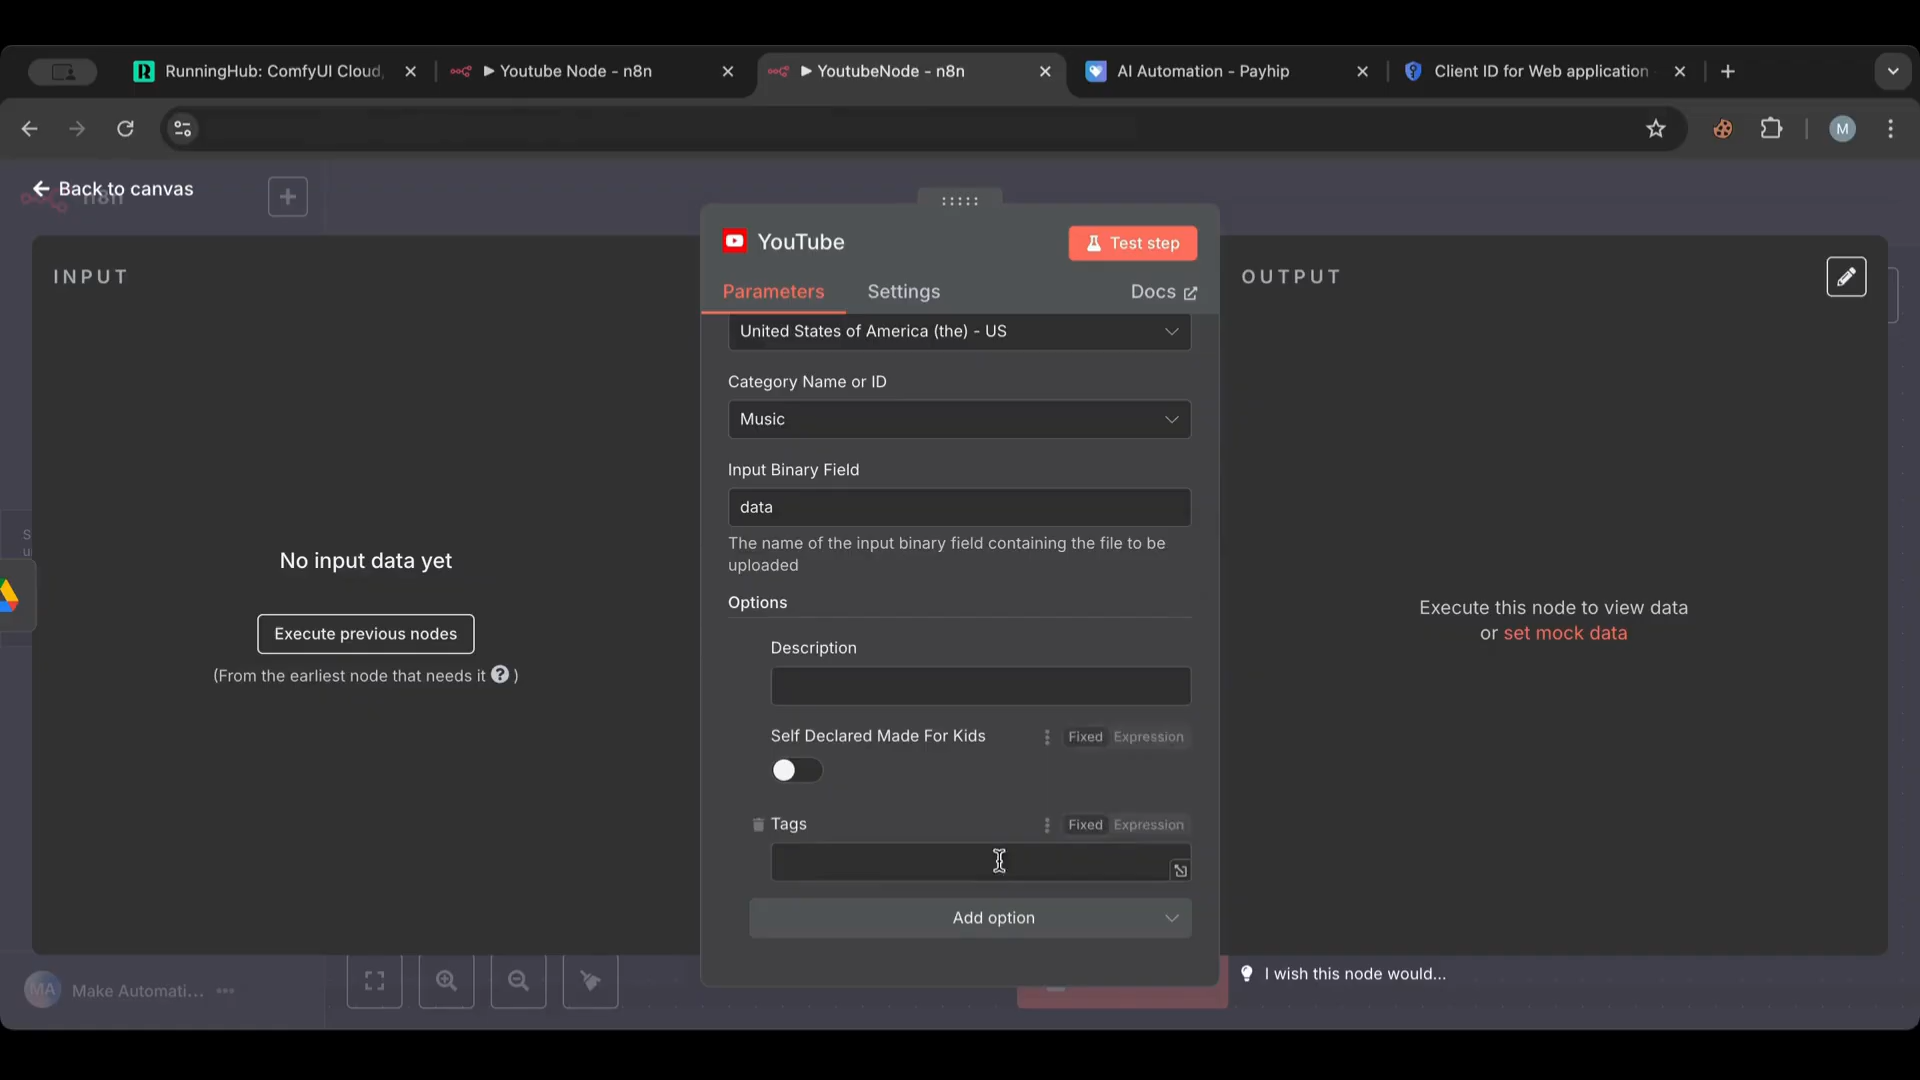 RunningHub: ComfyUI Cloud,
Youtube Node - n8n
YoutubeNode - n8n
AI Automation - Payhip
Client ID for Web application
M
Back to canvas
n8n
INPUT
YouTube
Test step
OUTPUT
Parameters
Settings
Docs
United States of America (the) - US
Category Name or ID
Music
Input Binary Field
data
The name of the input binary field containing the file to be
uploaded
No input data yet
Execute previous nodes
(From the earliest node that needs it ? )
Options
Description
Self Declared Made For Kids
Fixed Expression
Tags
Fixed Expression
Add option
Execute this node to view data
or set mock data
I wish this node would...
MA
Make Automati...